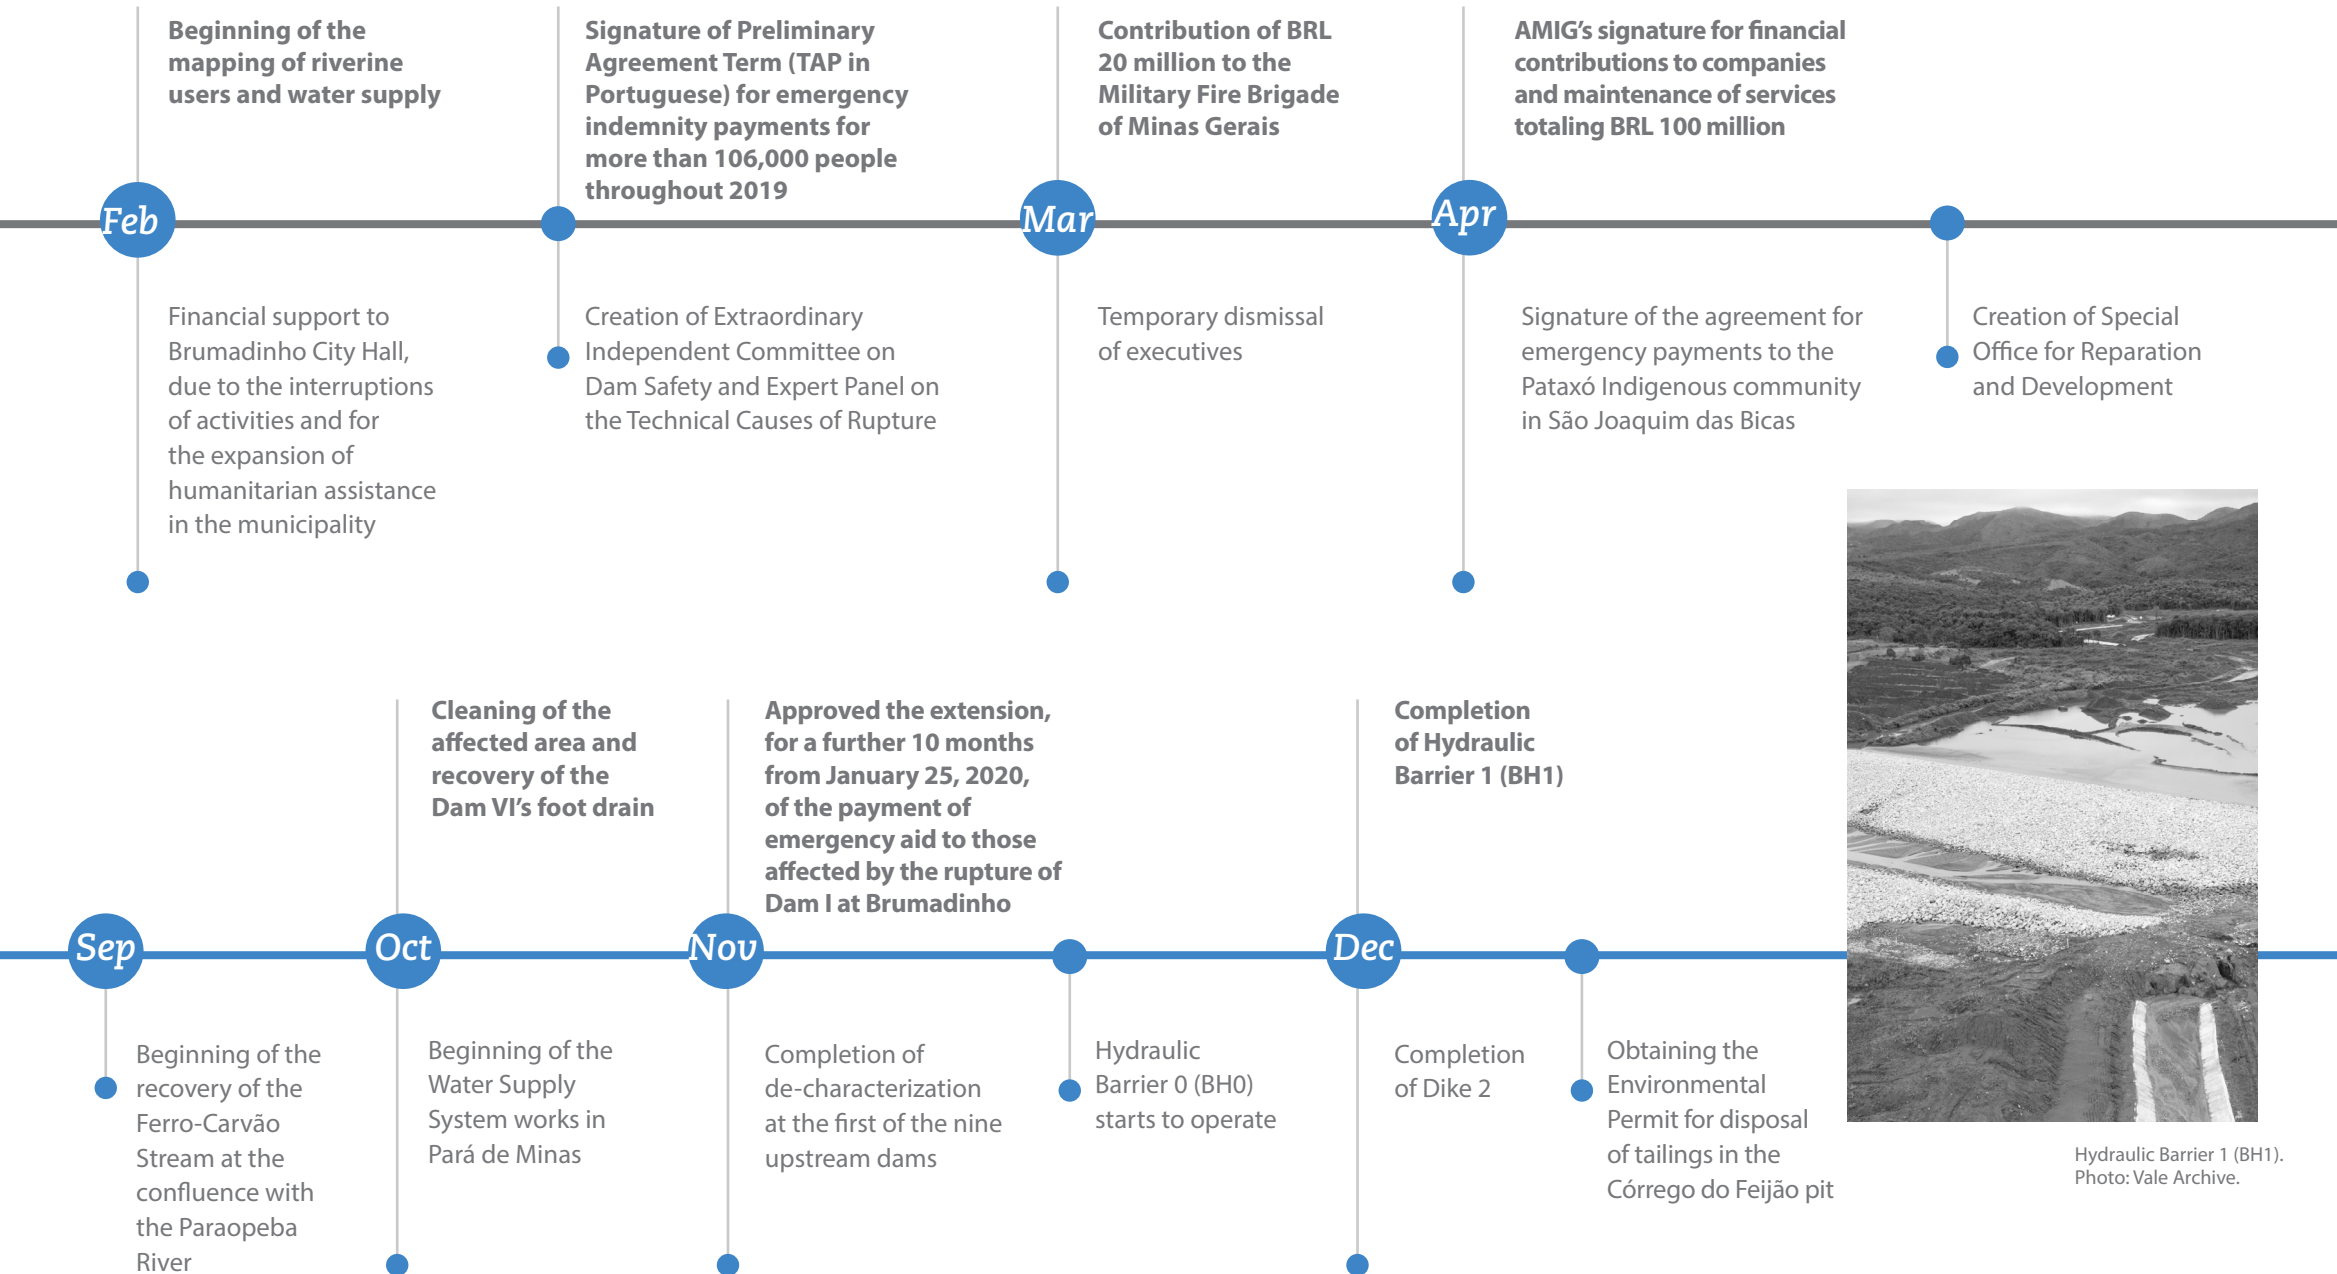 Beginning of the
mapping of riverine
users and water supply
Signature of Preliminary
Agreement Term (TAP in
Portuguese) for emergency
indemnity payments for
more than 106,000 people
throughout 2019
Contribution of BRL
20 million to the
Military Fire Brigade
of Minas Gerais
AMIG’s signature for financial
contributions to companies
and maintenance of services
totaling BRL 100 million
Feb
Mar
Apr
Financial support to
Brumadinho City Hall,
due to the interruptions
of activities and for
the expansion of
humanitarian assistance
in the municipality
Creation of Extraordinary
Independent Committee on
Dam Safety and Expert Panel on
the Technical Causes of Rupture
Temporary dismissal
of executives
Signature of the agreement for
emergency payments to the
Pataxó Indigenous community
in São Joaquim das Bicas
Creation of Special
Office for Reparation
and Development
Cleaning of the
affected area and
recovery of the
Dam VI’s foot drain
Approved the extension,
for a further 10 months
from January 25, 2020,
of the payment of
emergency aid to those
affected by the rupture of
Dam I at Brumadinho
Completion
of Hydraulic
Barrier 1 (BH1)
Sep
Oct
Nov
Dec
Beginning of the
recovery of the
Ferro-Carvão
Stream at the
confluence with
the Paraopeba
River
Beginning of the
Water Supply
System works in
Pará de Minas
Completion of
de-characterization
at the first of the nine
upstream dams
Hydraulic
Barrier 0 (BH0)
starts to operate
Completion
of Dike 2
Obtaining the
Environmental
Permit for disposal
of tailings in the
Córrego do Feijão pit
Hydraulic Barrier 1 (BH1).
Photo: Vale Archive.